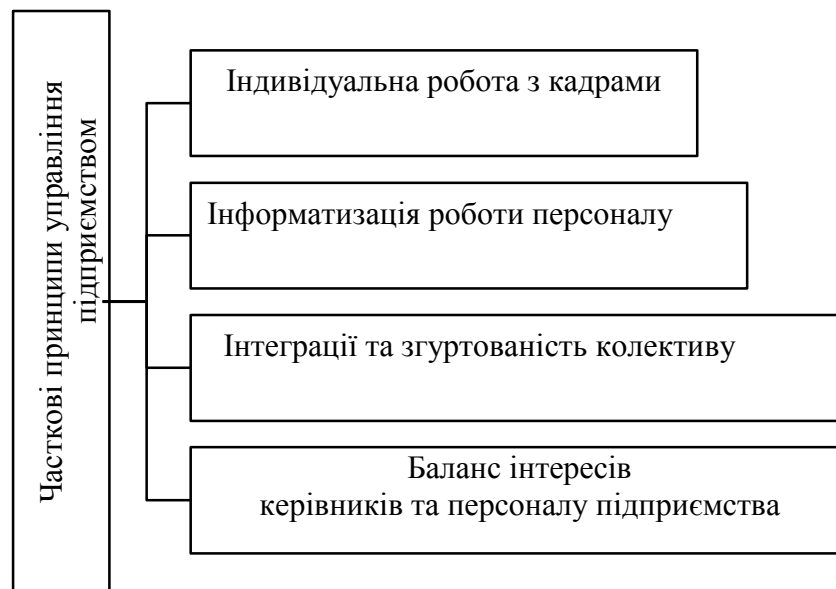 Часткові принципи управління
підприємством
Індивідуальна робота з кадрами
Інформатизація роботи персоналу
Інтеграції та згуртованість колективу
Баланс інтересів
керівників та персоналу підприємства